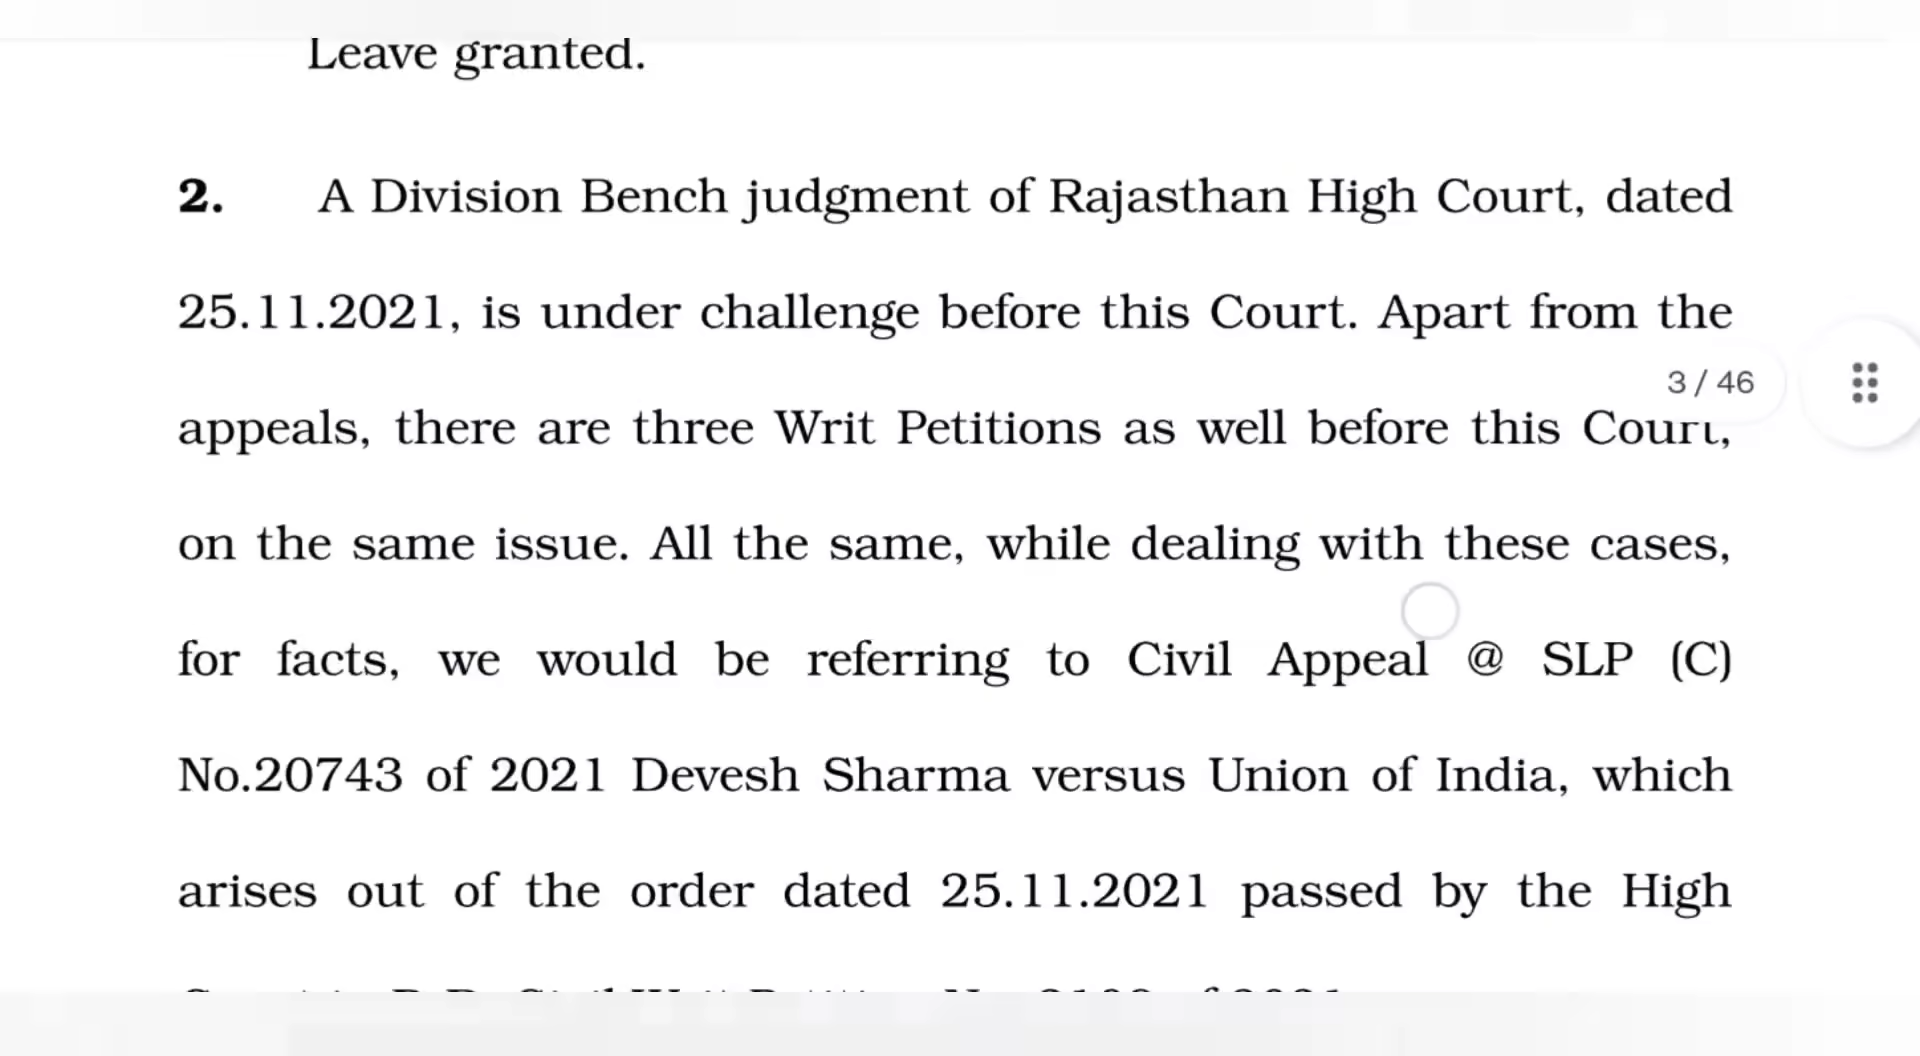 Leave granted.
2. A Division Bench judgment of Rajasthan High Court, dated
25.11.2021, is under challenge before this Court. Apart from the
3 / 46
appeals, there are three Writ Petitions as well before this Court,
on the same issue. All the same, while dealing with these cases,
for facts, we would be referring to Civil Appeal @ SLP (C)
No.20743 of 2021 Devesh Sharma versus Union of India, which
arises out of the order dated 25.11.2021 passed by the High